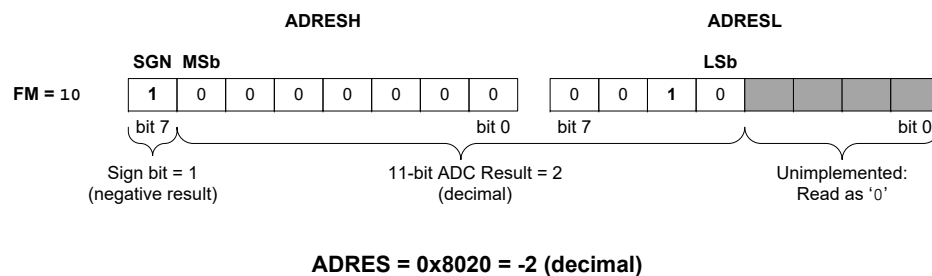 ADRESH ADRESL
SGN MSb LSb
FM = 10 1 0 0 0 0 0 0 0 0 0 1 0
bit 7 bit 0 bit 7 bit 0
Sign bit = 1 11-bit ADC Result = 2 Unimplemented:
(negative result) (decimal) Read as ‘0’
ADRES = 0x8020 = -2 (decimal)